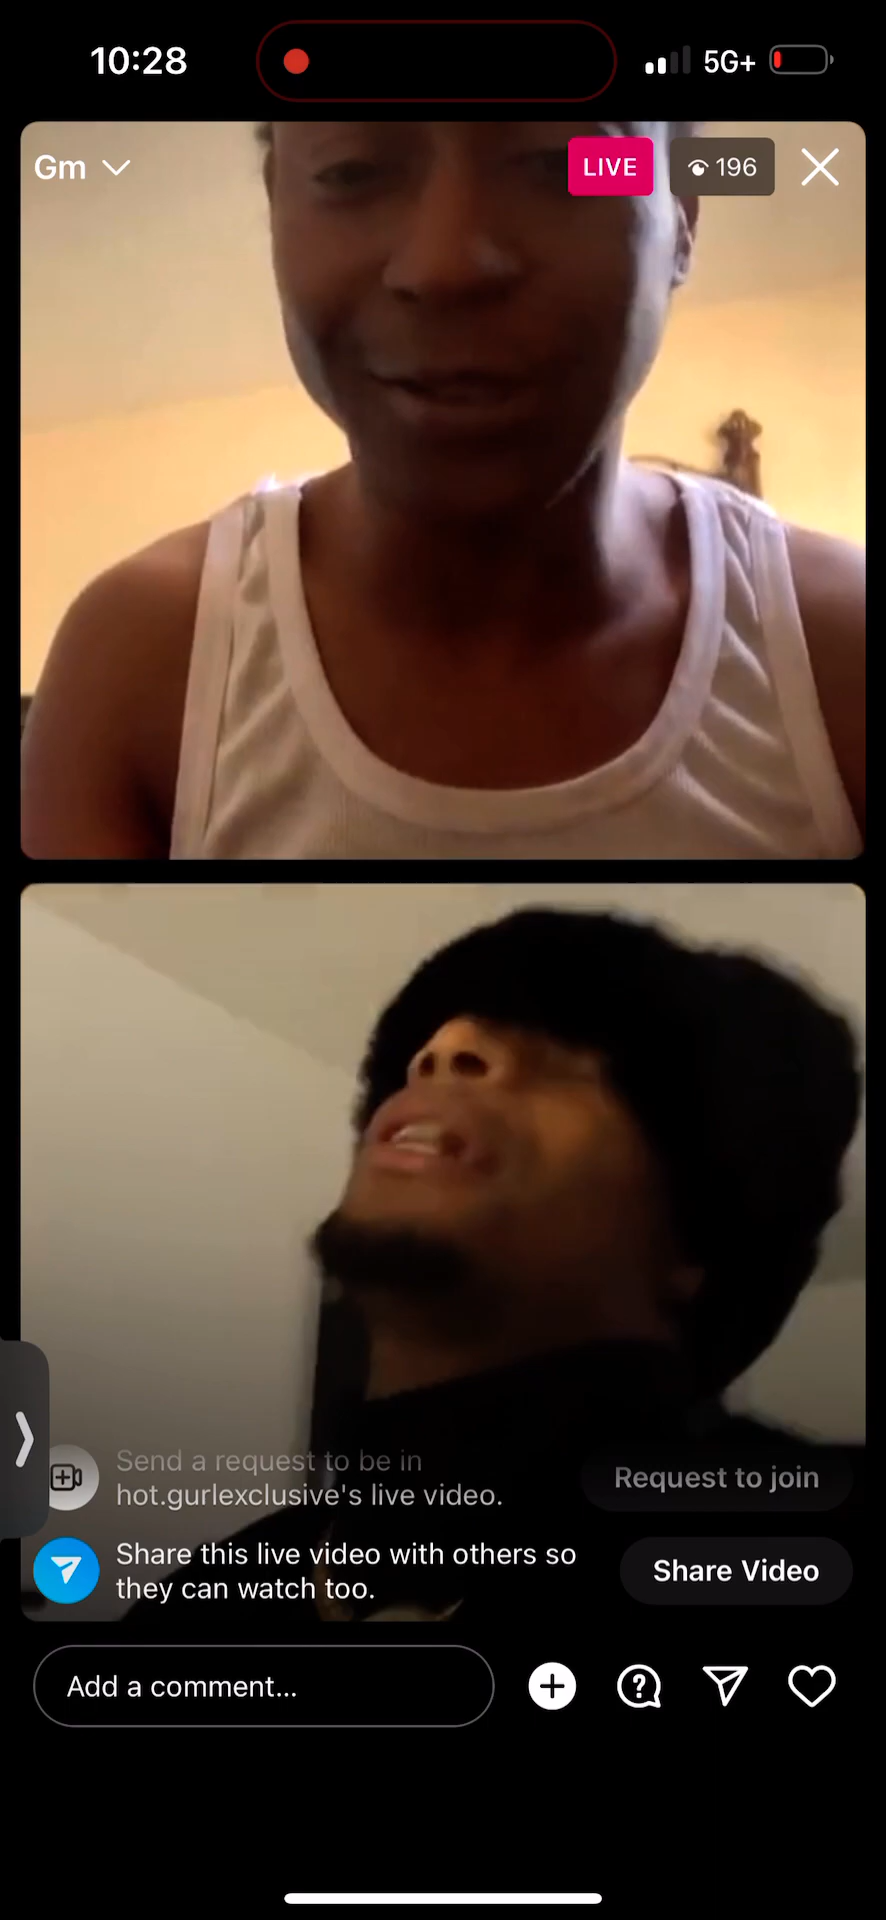 10:28
5G+
Gm
LIVE
196
Send a request to be in
hot.gurlexclusive's live video.
Request to join
Share this live video with others so
they can watch too.
Share Video
Add a comment...